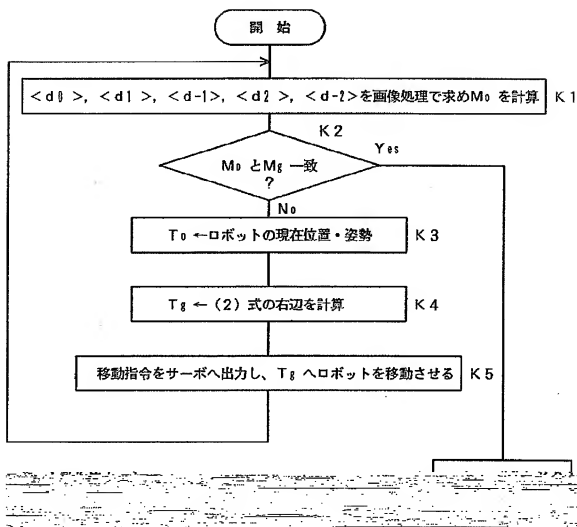 開始
<d0>, <d1>, <d-1>, <d2>, <d-2>を画像処理で求めM0を計算 K1
K2
M0とMg一致
?
Yes
No
T0←ロボットの現在位置・姿勢 K3
Tg←(2)式の右辺を計算 K4
移動指令をサーボへ出力し、Tgへロボットを移動させる K5